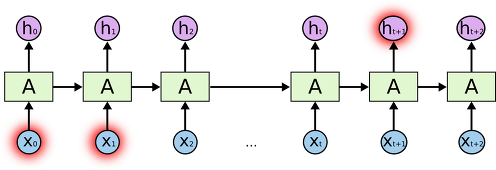 h₀ h₁ h₂ hₜ hₜ₊₁ hₜ₊₂
A A A A A A
x₀ x₁ x₂ ... xₜ xₜ₊₁ xₜ₊₂